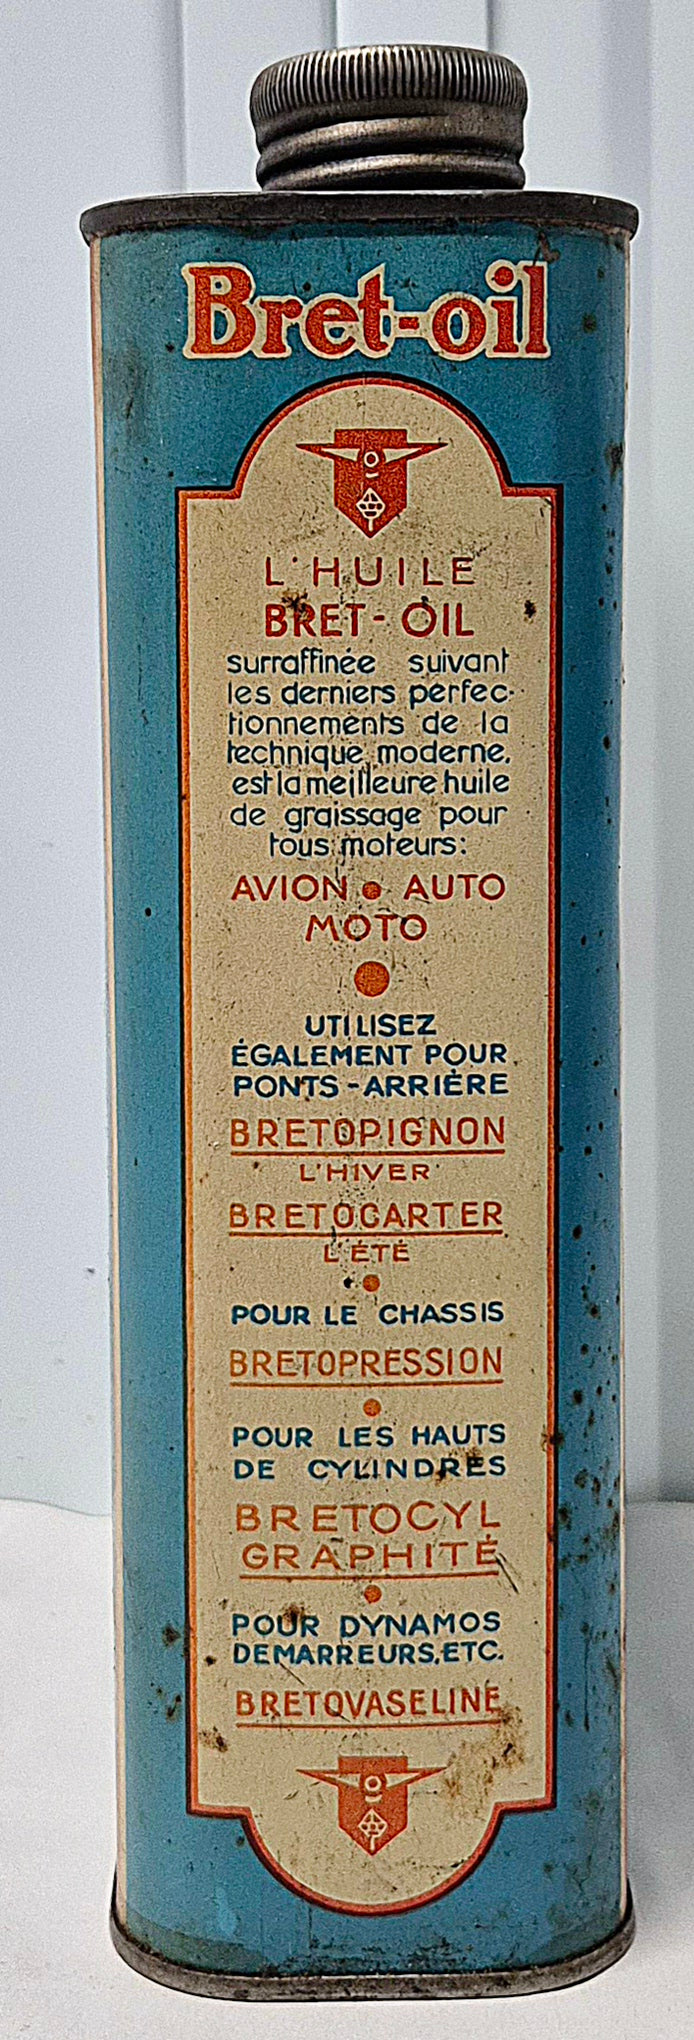 Bret-oil
L'HUILE
BRET-OIL
surraffinée suivant
les derniers perfec-
tionnements de la
technique moderne,
est la meilleure huile
de graissage pour
tous moteurs:
AVION • AUTO
MOTO
UTILISEZ
ÉGALEMENT POUR
PONTS-ARRIÈRE
BRETOPIGNON
L'HIVER
BRETOCARTER
L'ÉTÉ
POUR LE CHASSIS
BRETOPRESSION
POUR LES HAUTS
DE CYLINDRES
BRETOCYL
GRAPHITÉ
POUR DYNAMOS
DEMARREURS,ETC.
BRETOVASELINE